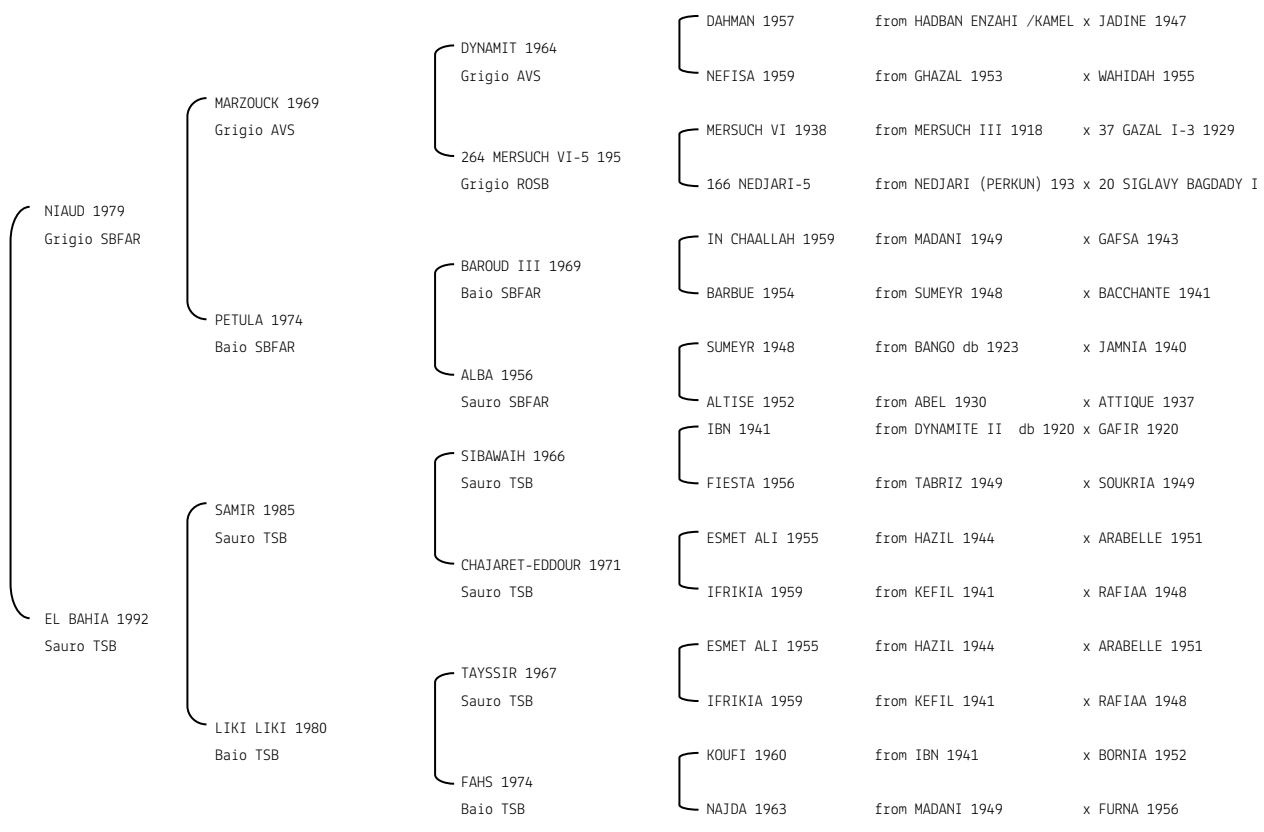 DAHMAN 1957 from HADBAN ENZAHI /KAMEL x JADINE 1947
DYNAMIT 1964
Grigio AVS NEFISA 1959 from GHAZAL 1953 x WAHIDAH 1955
MARZOUCK 1969
Grigio AVS MERSUCH VI 1938 from MERSUCH III 1918 x 37 GAZAL I-3 1929
264 MERSUCH VI-5 195
Grigio ROSB 166 NEDJARI-5 from NEDJARI (PERKUN) 193 x 20 SIGLAVY BAGDADY I
NIAUD 1979
Grigio SBFAR IN CHAALLAH 1959 from MADANI 1949 x GAFSA 1943
BAROUD III 1969
Baio SBFAR BARBUE 1954 from SUMEYR 1948 x BACCHANTE 1941
PETULA 1974
Baio SBFAR SUMEYR 1948 from BANGO db 1923 x JAMNIA 1940
ALBA 1956
Sauro SBFAR ALTISE 1952 from ABEL 1930 x ATTIQUE 1937
IBN 1941 from DYNAMITE II db 1920 x GAFIR 1920
SIBAWAIH 1966
Sauro TSB FIESTA 1956 from TABRIZ 1949 x SOUKRIA 1949
SAMIR 1985
Sauro TSB ESMET ALI 1955 from HAZIL 1944 x ARABELLE 1951
CHAJARET-EDDOUR 1971
Sauro TSB IFRIKIA 1959 from KEFIL 1941 x RAFIAA 1948
EL BAHIA 1992
Sauro TSB ESMET ALI 1955 from HAZIL 1944 x ARABELLE 1951
TAYSSIR 1967
Sauro TSB IFRIKIA 1959 from KEFIL 1941 x RAFIAA 1948
LIKI LIKI 1980
Baio TSB KOUFI 1960 from IBN 1941 x BORNIA 1952
FAHS 1974
Baio TSB NAJDA 1963 from MADANI 1949 x FURNA 1956